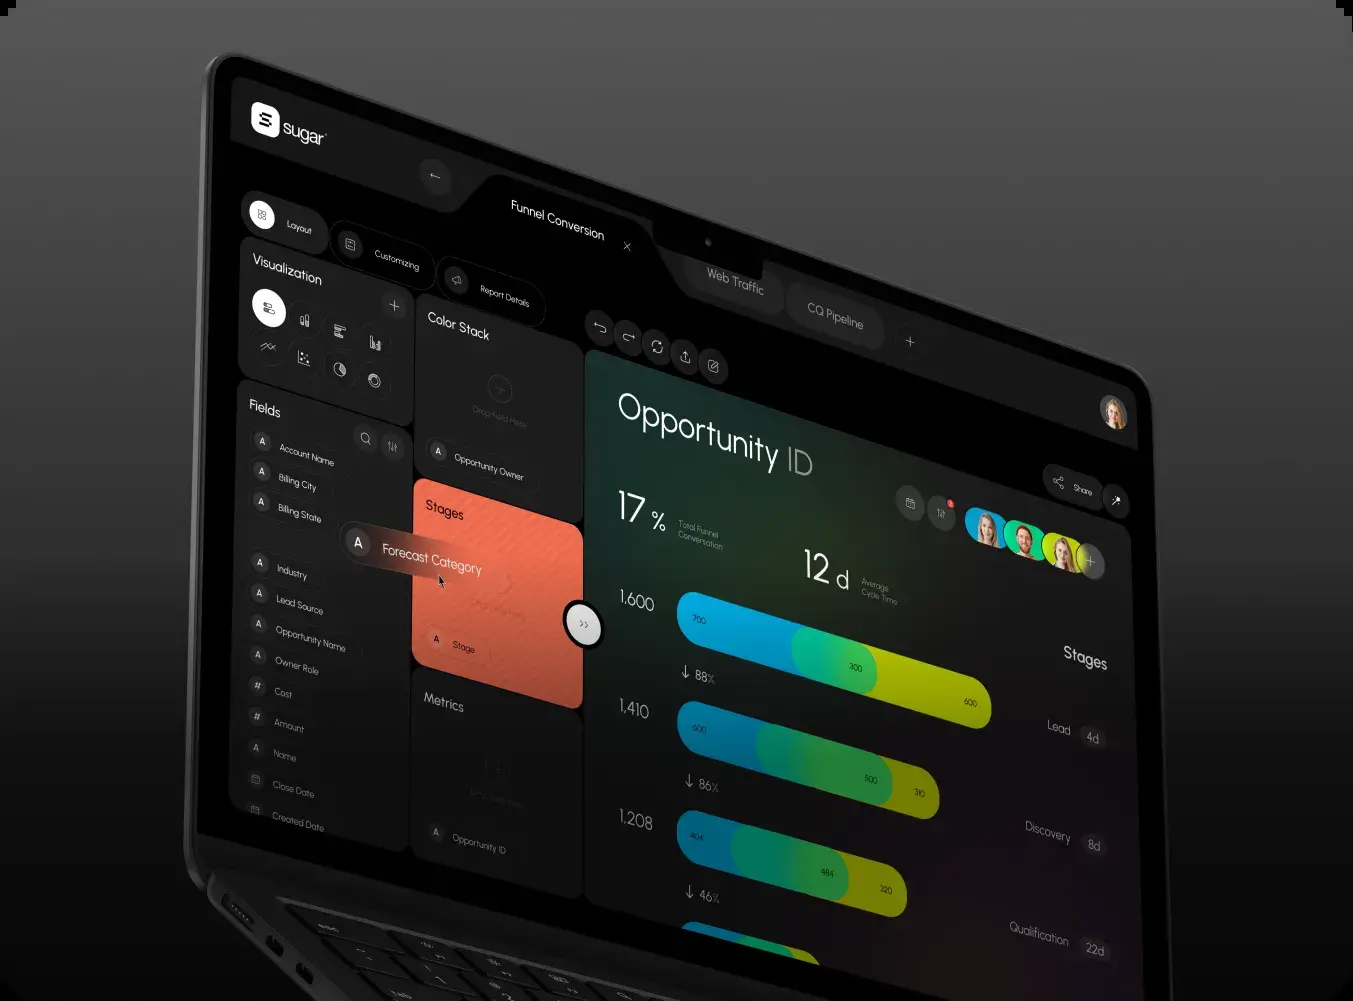 sugar
Funnel Conversion
Web Traffic
CQ Pipeline
Layout
Customizing
Report Details
Visualization
Color Stack
Drop Field Here
A Opportunity Owner
Fields
A Account Name
A Billing City
A Billing State
A Forecast Category
A Industry
A Lead Source
A Opportunity Name
A Owner Role
# Cost
# Amount
A Name
Close Date
Created Date
Stages
A Stage
Metrics
A Opportunity ID
Opportunity ID
Share
17 %
Total Funnel
Conversation
12 d
Average
Cycle Time
Stages
1,600
700
300
600
Lead 4d
↓ 88%
1,410
600
500
310
Discovery 8d
↓ 86%
1,208
404
484
320
Qualification 22d
↓ 46%
esc
tab